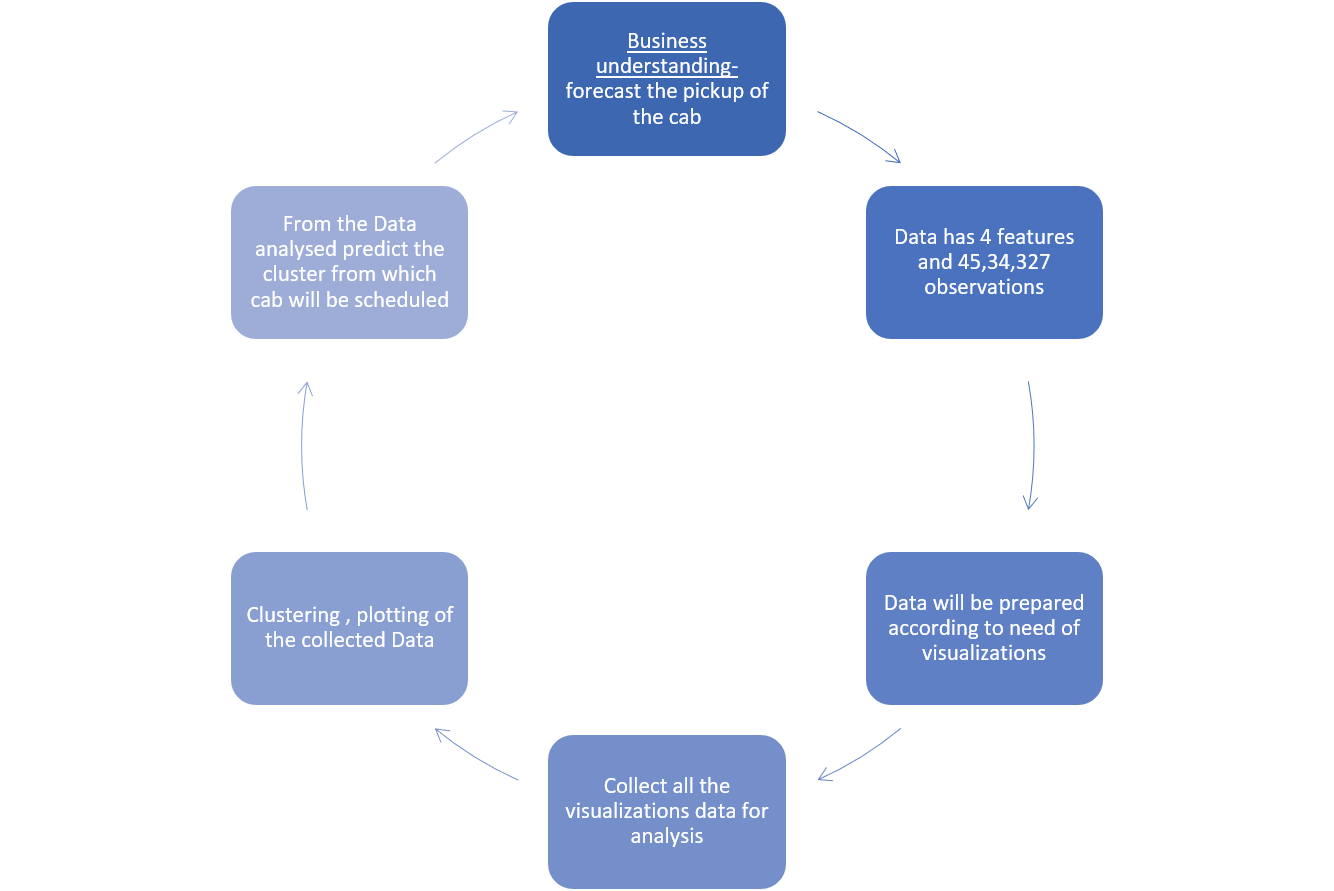 Business
understanding-
forecast the pickup of
the cab
Data has 4 features
and 45,34,327
observations
Data will be prepared
according to need of
visualizations
Collect all the
visualizations data for
analysis
Clustering , plotting of
the collected Data
From the Data
analysed predict the
cluster from which
cab will be scheduled